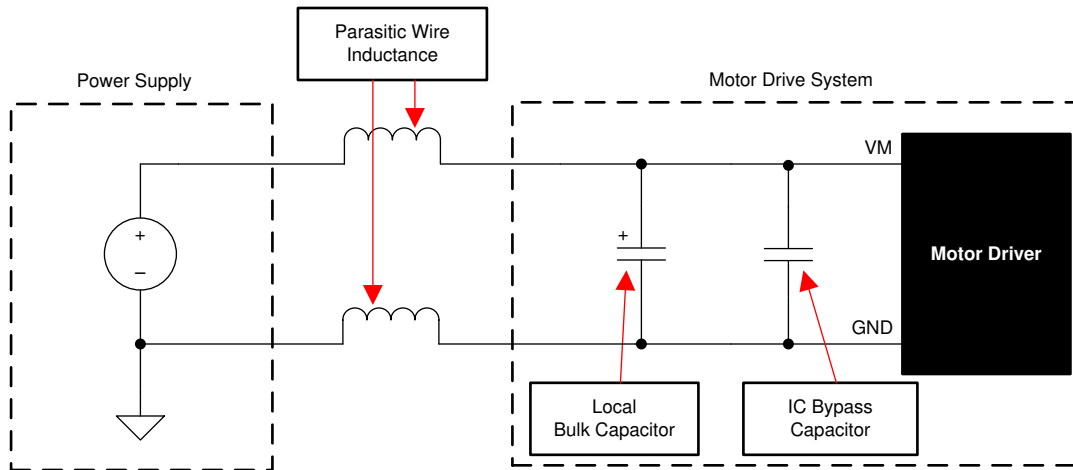 Parasitic Wire
Inductance
Power Supply
Motor Drive System
VM
+
–
+
Motor Driver
GND
Local
Bulk Capacitor
IC Bypass
Capacitor